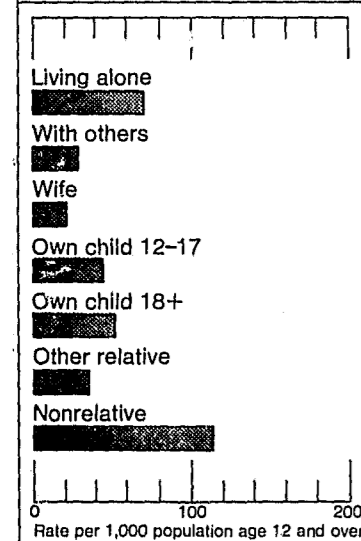 Living alone
With others
Wife
Own child 12–17
Own child 18+
Other relative
Nonrelative
0 100 200
Rate per 1,000 population age 12 and over